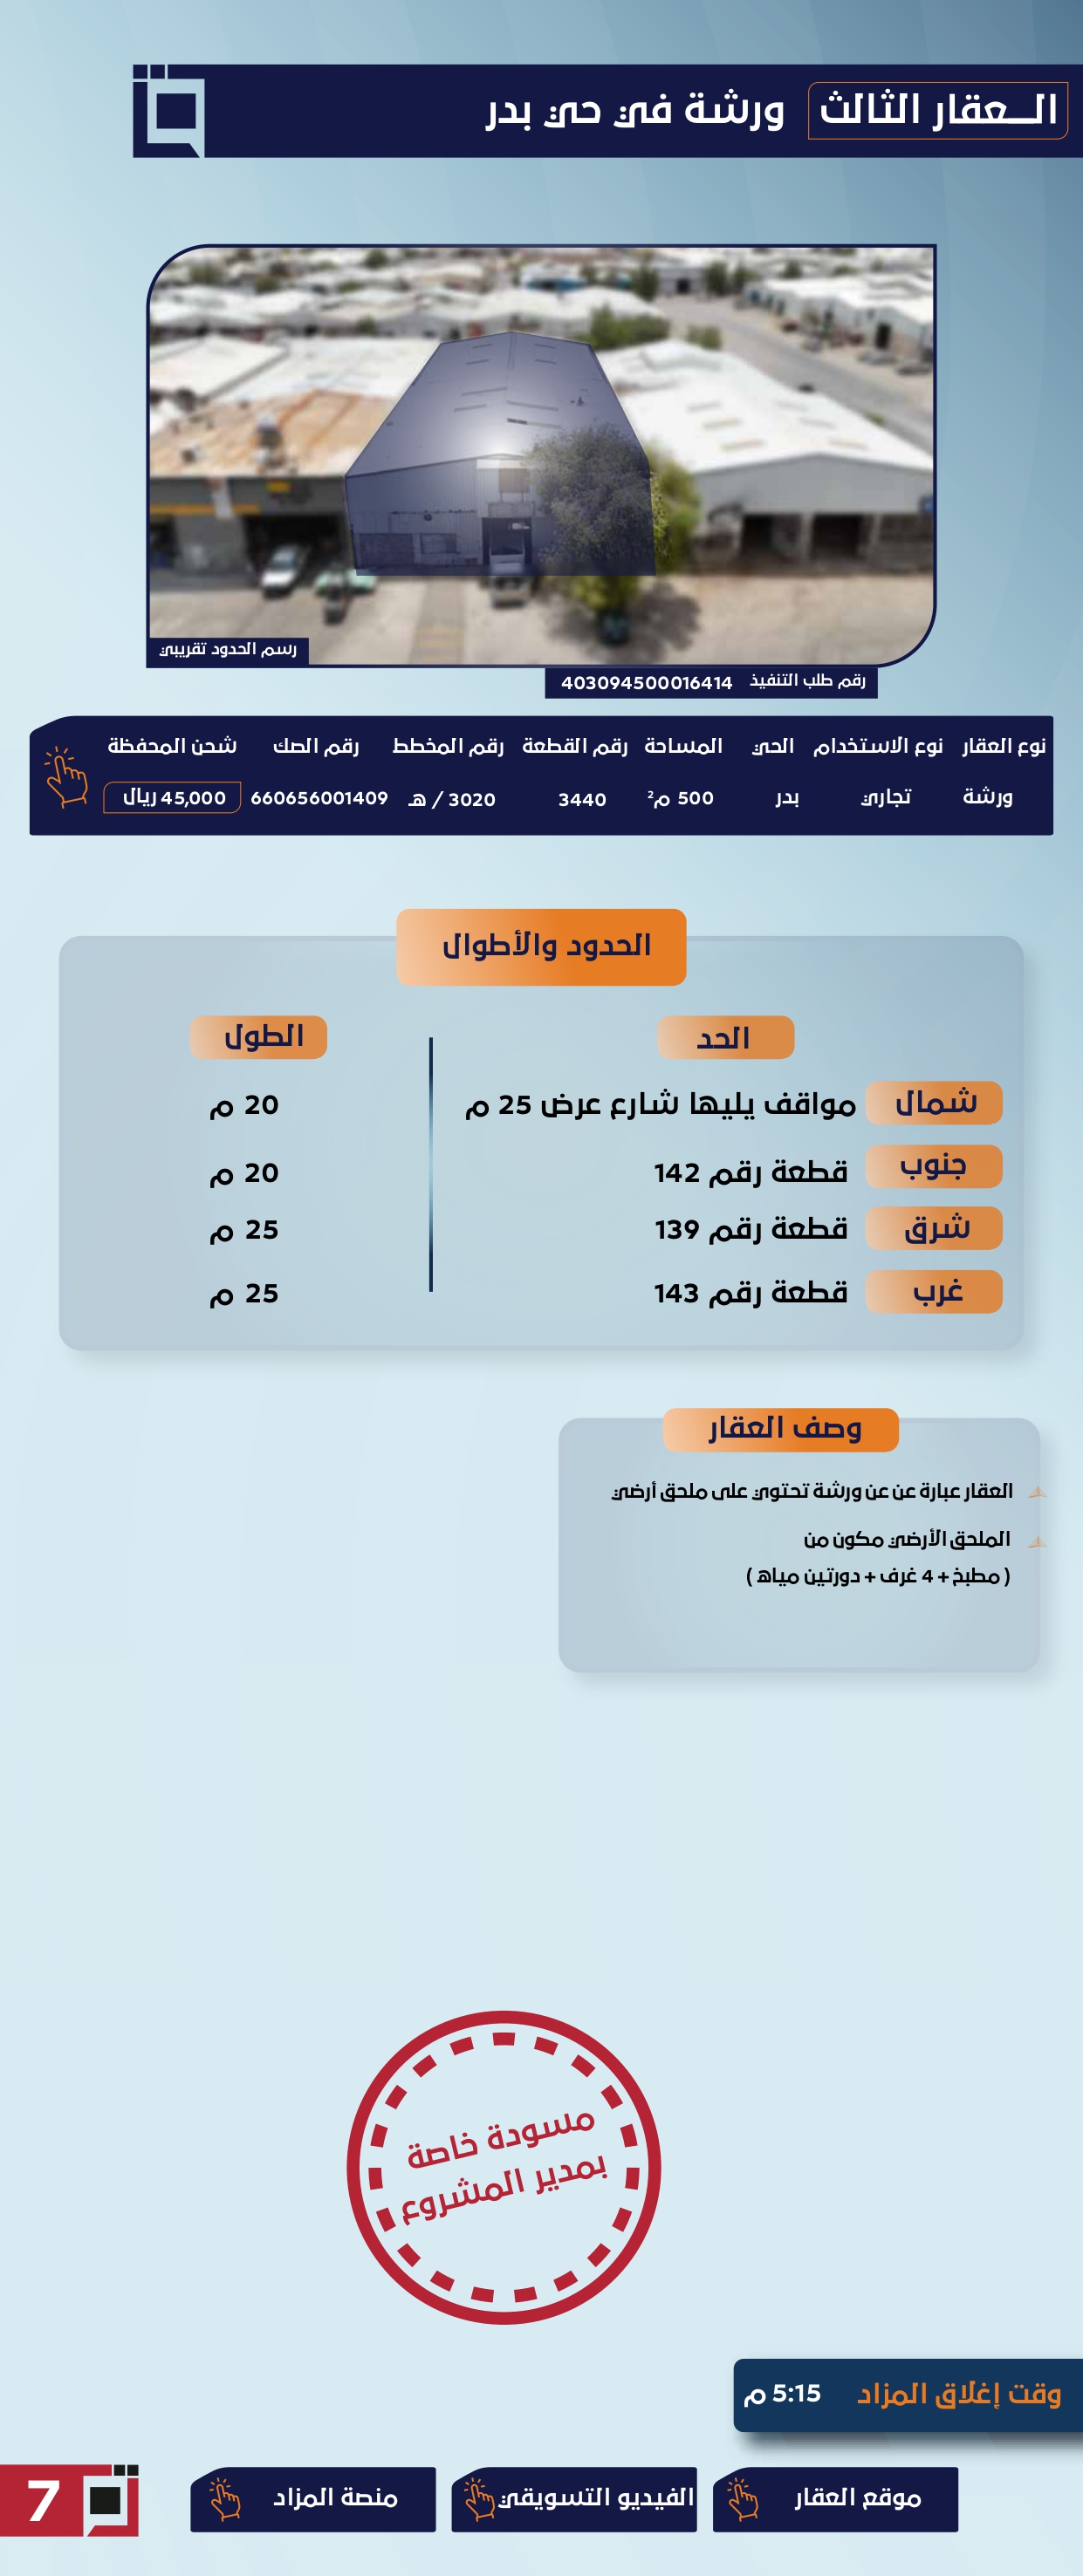 العقار الثالث ورشة في حي بدر
رسم الحدود تقريبي
رقم طلب التنفيذ 403094500016414
نوع العقار نوع الاستخدام الحي المساحة رقم القطعة رقم المخطط رقم الصك شحن المحفظة
ورشة تجاري بدر 500 م² 3440 3020 / هـ 660656001409 45,000 ريال
الحدود والأطوال
الحد الطول
شمال مواقف يليها شارع عرض 25 م 20 م
جنوب قطعة رقم 142 20 م
شرق قطعة رقم 139 25 م
غرب قطعة رقم 143 25 م
وصف العقار
العقار عبارة عن عن ورشة تحتوي على ملحق أرضي
الملحق الأرضي مكون من
( مطبخ + 4 غرف + دورتين مياه )
مسودة خاصة
بمدير المشروع
وقت إغلاق المزاد 5:15 م
موقع العقار الفيديو التسويقي منصة المزاد 7